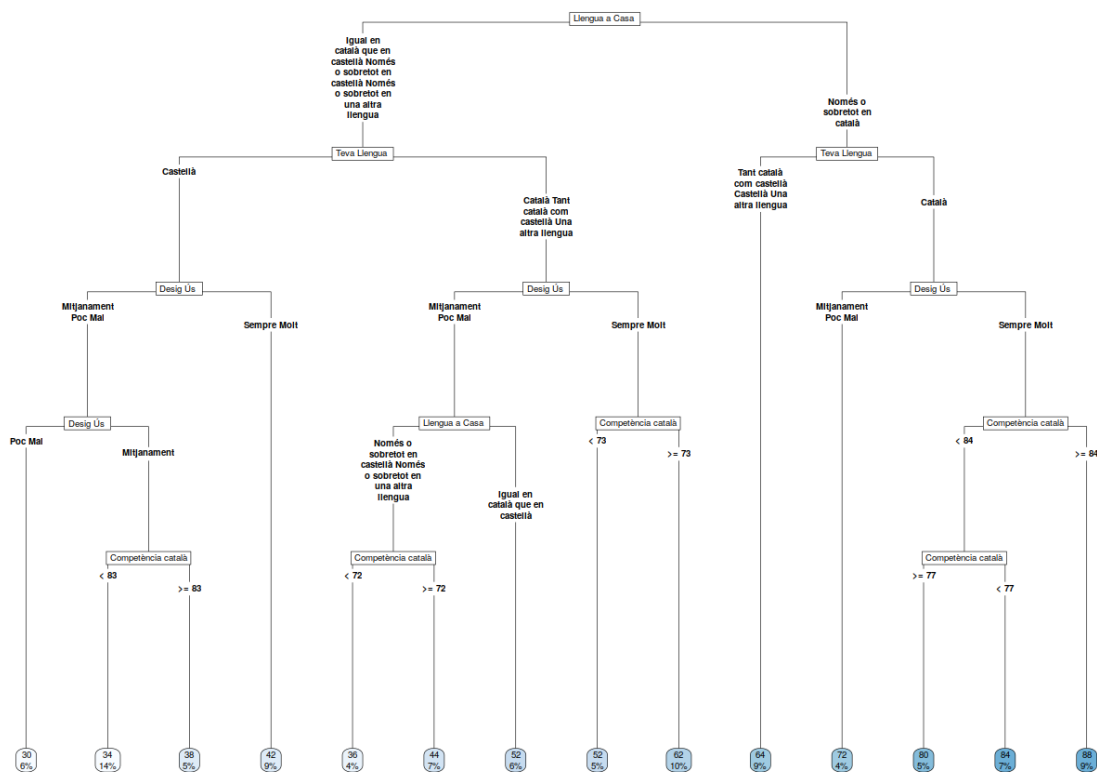 Llengua a Casa
Igual en
català que en
castellà Només
o sobretot en
castellà Només
o sobretot en
una altra
llengua
Només o
sobretot en
català
Teva Llengua
Teva Llengua
Castellà
Català Tant
català com
castellà Una
altra llengua
Tant català
com castellà
Castellà Una
altra llengua
Català
Desig Ús
Desig Ús
Desig Ús
Mitjanament
Poc Mai
Sempre Molt
Mitjanament
Poc Mai
Sempre Molt
Mitjanament
Poc Mai
Sempre Molt
Desig Ús
Llengua a Casa
Competència català
Competència català
Poc Mai
Mitjanament
Només o
sobretot en
castellà Només
o sobretot en
una altra
llengua
Igual en
català que en
castellà
< 73
>= 73
< 84
>= 84
Competència català
Competència català
Competència català
< 83
>= 83
< 72
>= 72
>= 77
< 77
30
6%
34
14%
38
5%
42
9%
36
4%
44
7%
52
6%
52
5%
62
10%
64
9%
72
4%
80
5%
84
7%
88
9%